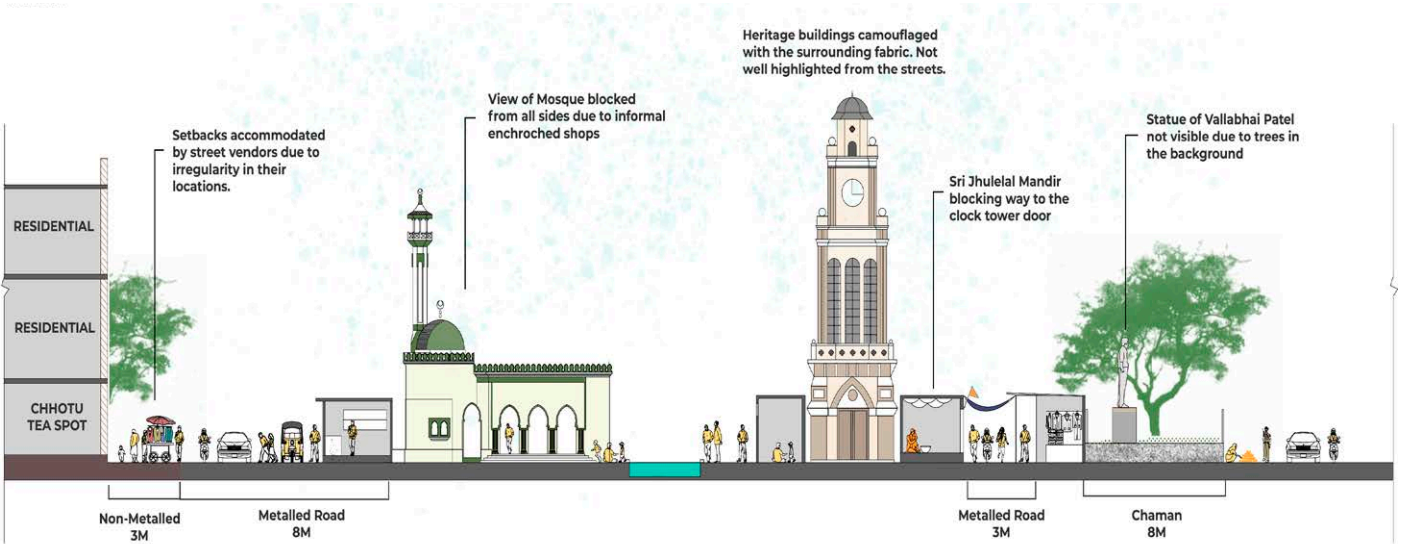 Heritage buildings camouflaged
with the surrounding fabric. Not
well highlighted from the streets.
View of Mosque blocked
from all sides due to informal
enchroched shops
Statue of Vallabhai Patel
not visible due to trees in
the background
Setbacks accommodated
by street vendors due to
irregularity in their
locations.
Sri Jhulelal Mandir
blocking way to the
clock tower door
RESIDENTIAL
RESIDENTIAL
CHHOTU
TEA SPOT
Non-Metalled
3M
Metalled Road
8M
Metalled Road
3M
Chaman
8M